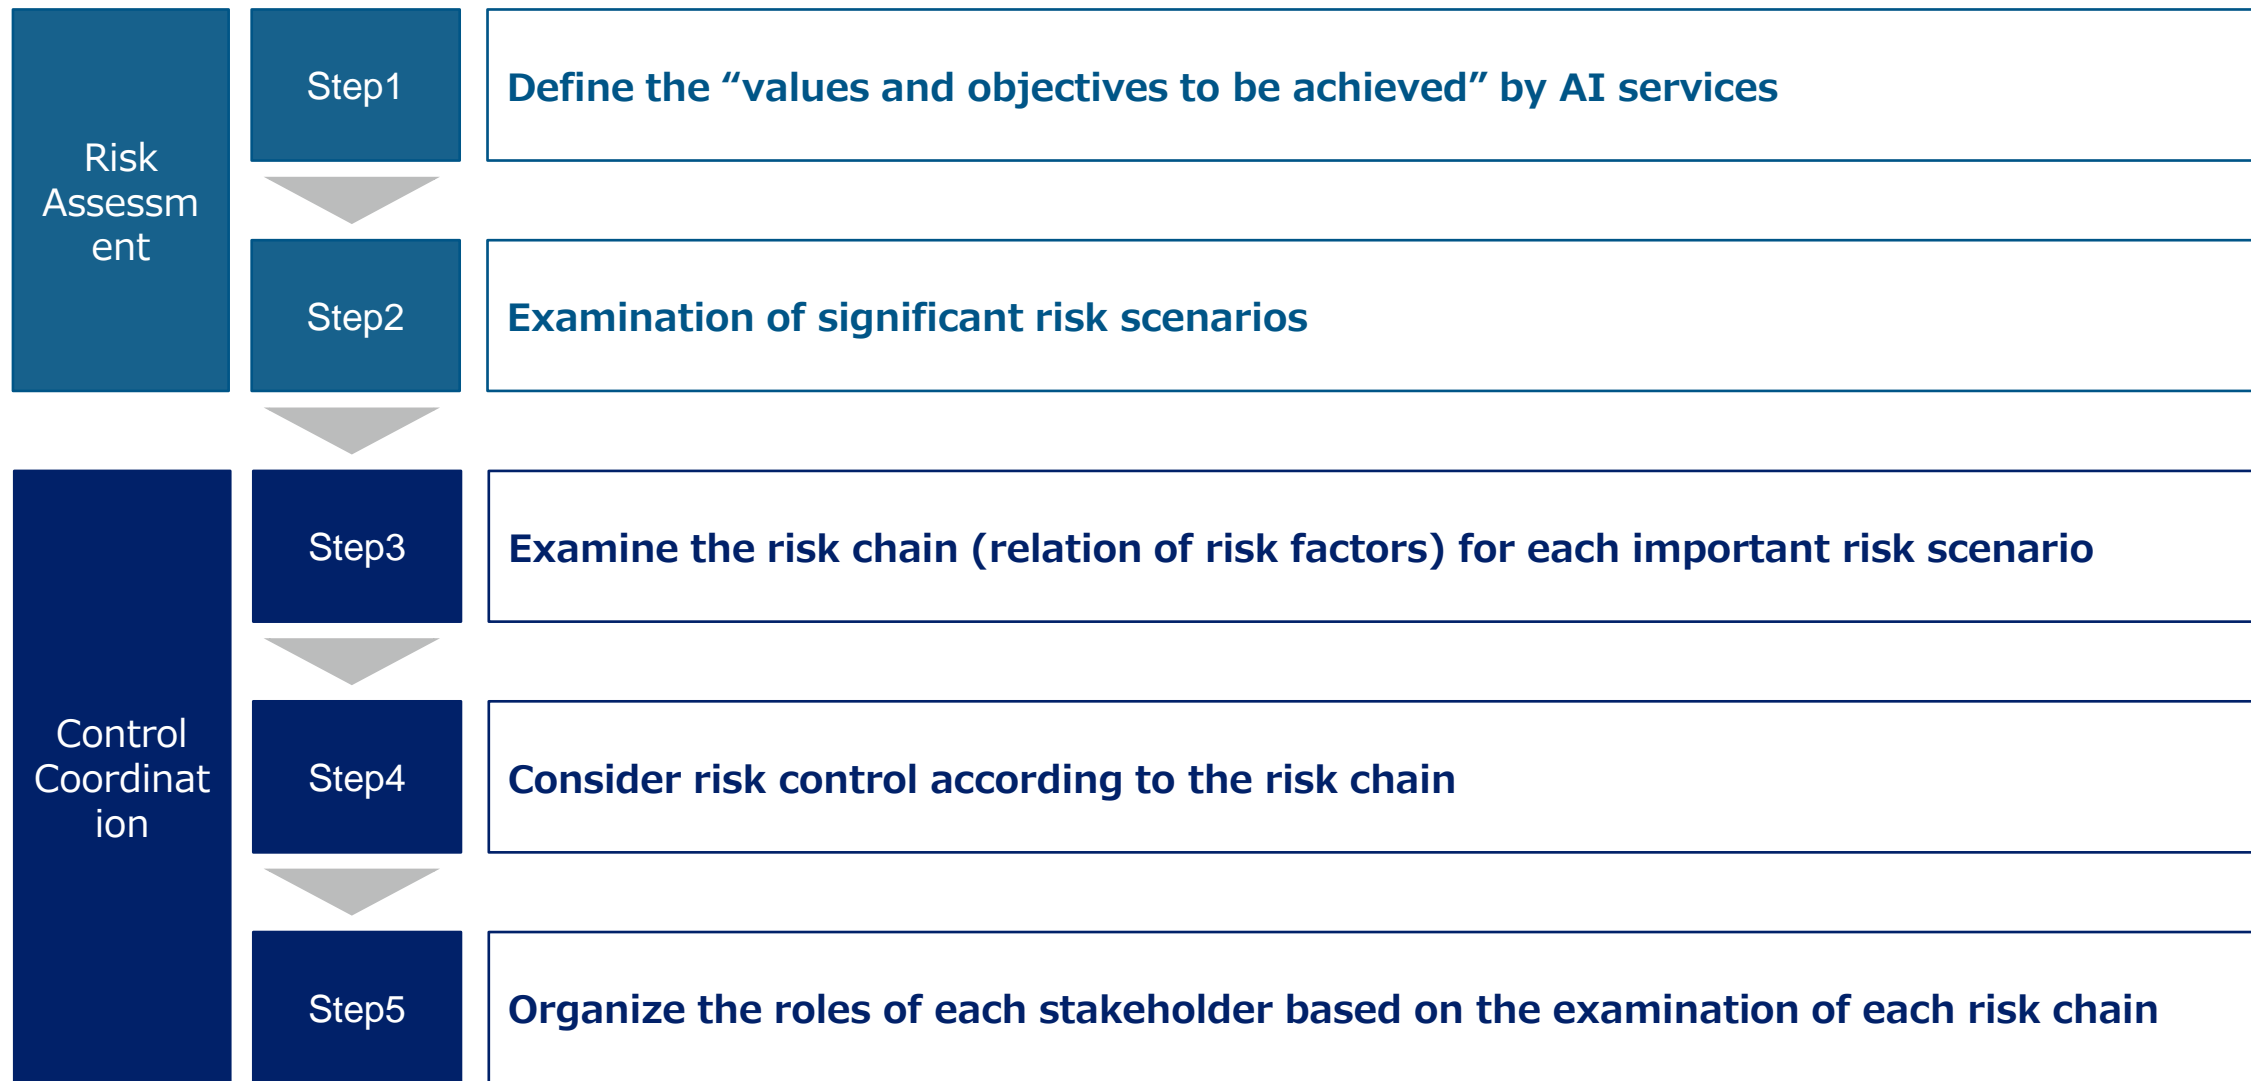 Risk
Assessm
ent
Step1
Define the “values and objectives to be achieved” by AI services
Step2
Examination of significant risk scenarios
Control
Coordinat
ion
Step3
Examine the risk chain (relation of risk factors) for each important risk scenario
Step4
Consider risk control according to the risk chain
Step5
Organize the roles of each stakeholder based on the examination of each risk chain